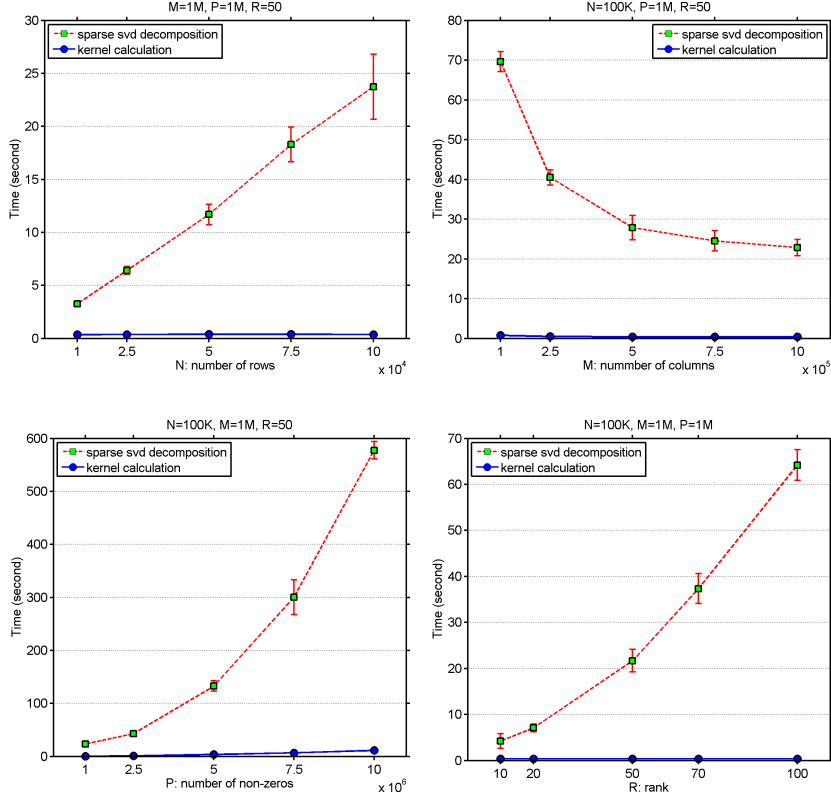 M=1M, P=1M, R=50
sparse svd decomposition
kernel calculation
30
25
20
15
10
5
0
Time (second)
1 2.5 5 7.5 10
N: number of rows
x 10^4
N=100K, P=1M, R=50
sparse svd decomposition
kernel calculation
80
70
60
50
40
30
20
10
0
Time (second)
1 2.5 5 7.5 10
M: nummber of columns
x 10^5
N=100K, M=1M, R=50
sparse svd decomposition
kernel calculation
600
500
400
300
200
100
0
Time (second)
1 2.5 5 7.5 10
P: number of non-zeros
x 10^6
N=100K, M=1M, P=1M
sparse svd decomposition
kernel calculation
70
60
50
40
30
20
10
0
Time (second)
10 20 50 70 100
R: rank